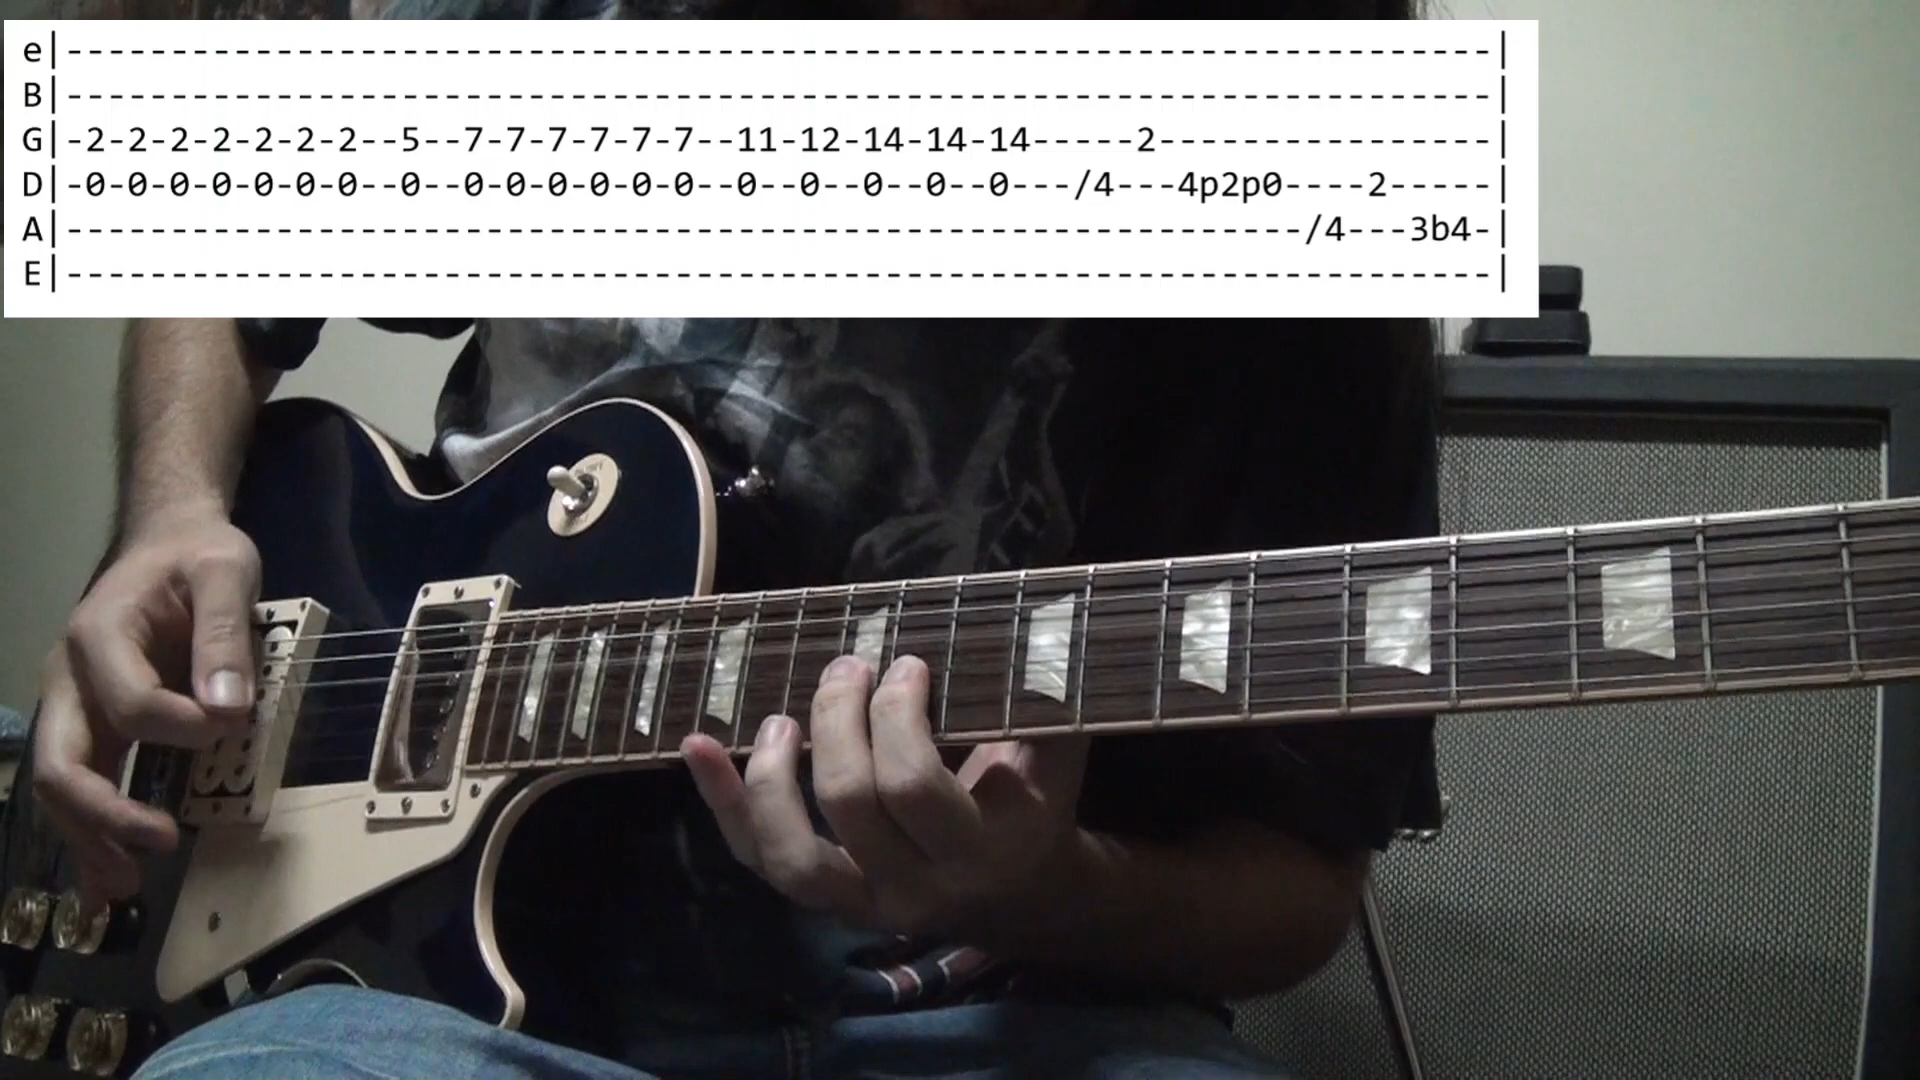 e|--------------------------------------------------------------------|
B|--------------------------------------------------------------------|
G|-2-2-2-2-2-2-2--5--7-7-7-7-7-7--11-12-14-14-14-----2----------------|
D|-0-0-0-0-0-0-0--0--0-0-0-0-0-0--0--0--0--0--0---/4---4p2p0----2-----|
A|-----------------------------------------------------------/4---3b4-|
E|--------------------------------------------------------------------|